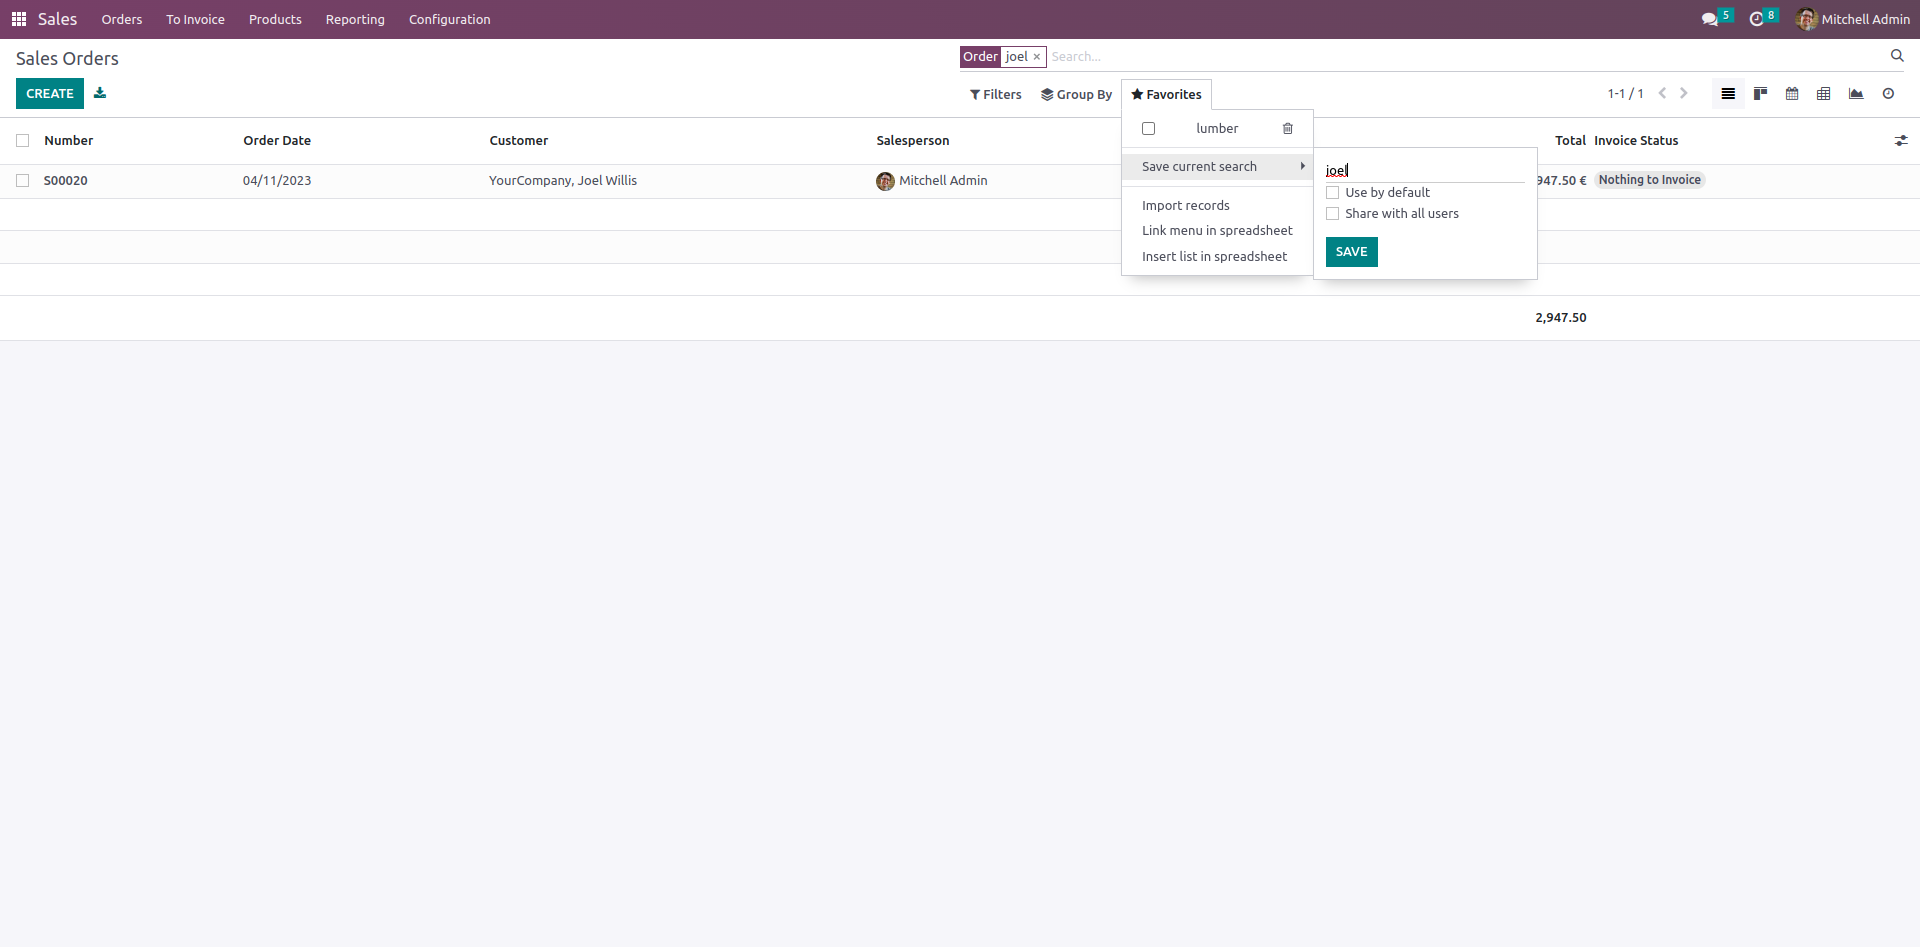 Sales Orders To Invoice Products Reporting Configuration 5 8 Mitchell Admin
Sales Orders
Order joel × Search...
CREATE
Filters Group By Favorites
1-1 / 1
lumber
Save current search
Import records
Link menu in spreadsheet
Insert list in spreadsheet
joel
Use by default
Share with all users
SAVE
Number Order Date Customer Salesperson Total Invoice Status
S00020 04/11/2023 YourCompany, Joel Willis Mitchell Admin 947.50 € Nothing to Invoice
2,947.50